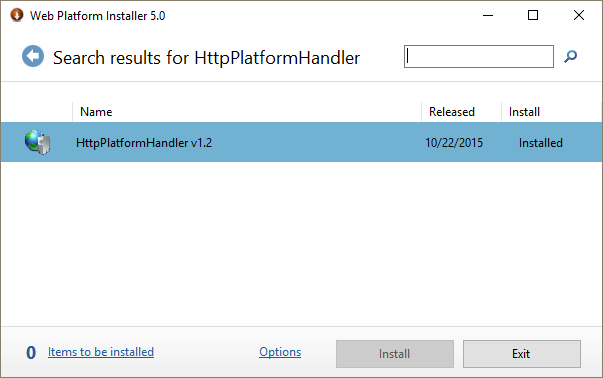 Web Platform Installer 5.0
Search results for HttpPlatformHandler
Name Released Install
HttpPlatformHandler v1.2 10/22/2015 Installed
0 Items to be installed Options Install Exit